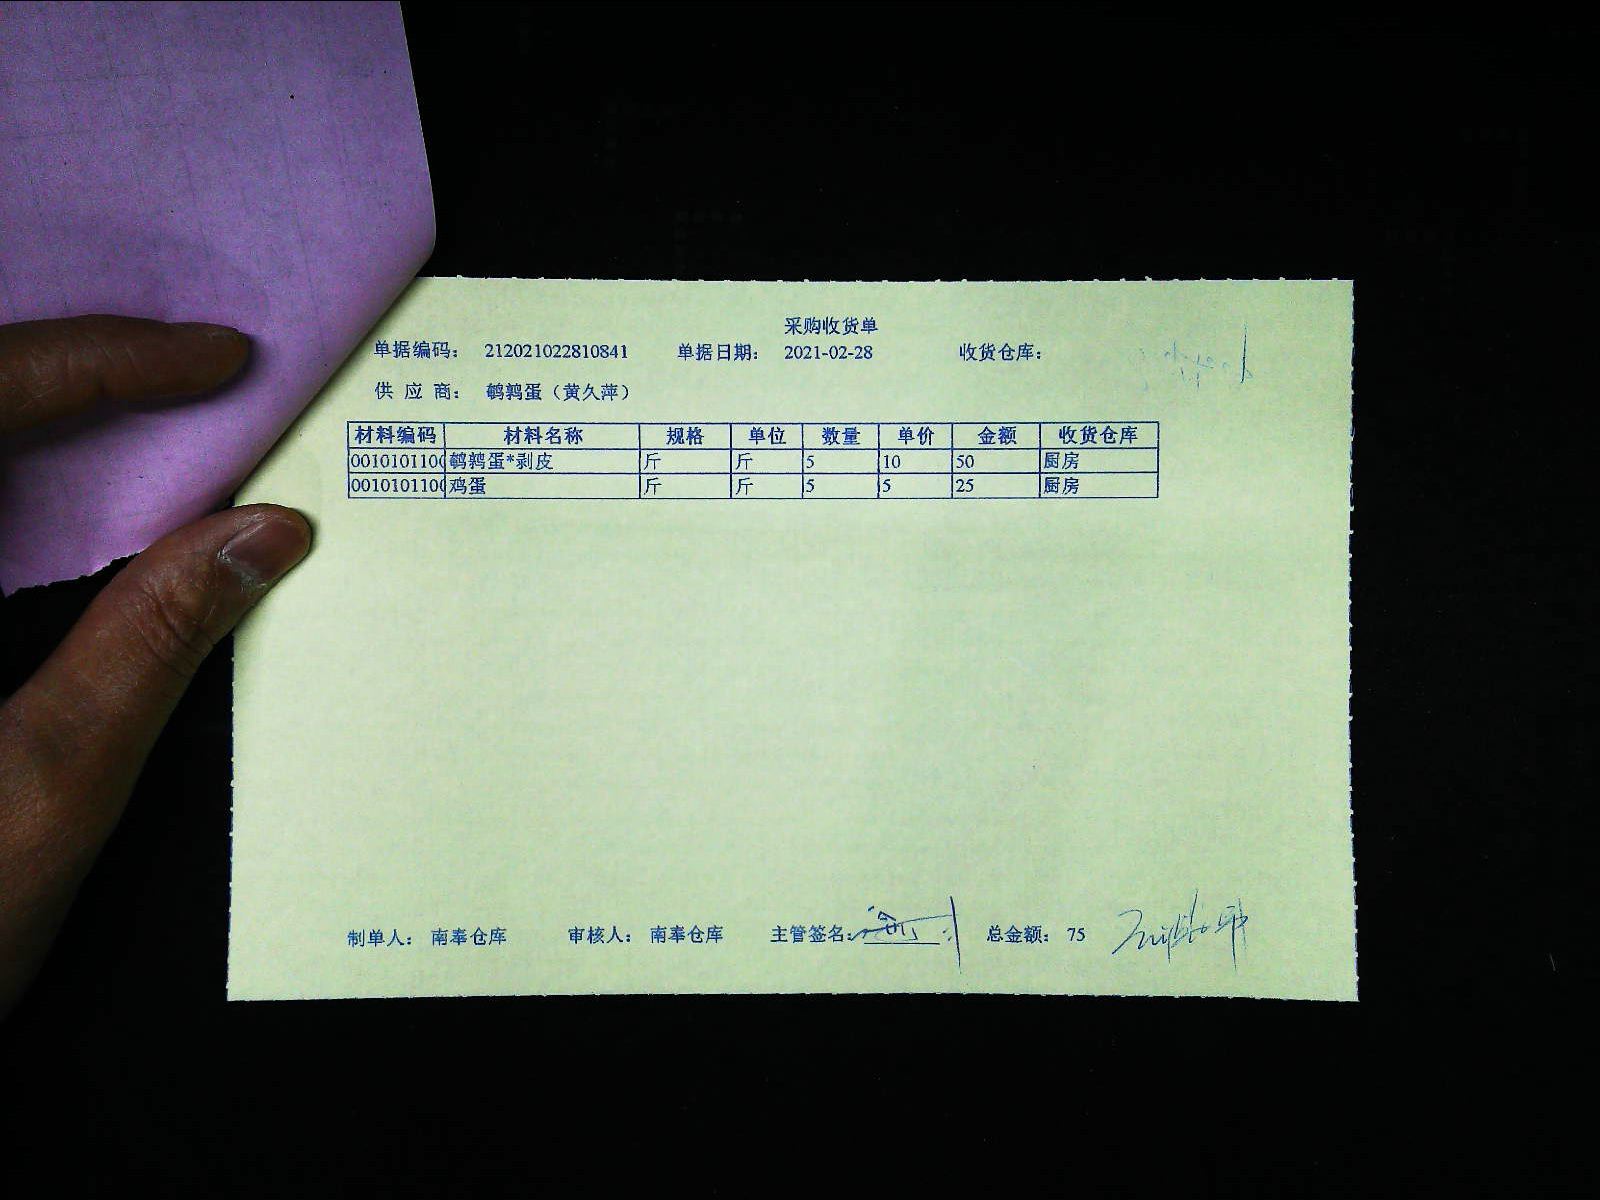 采购收货单
单据编码： 212021022810841 单据日期： 2021-02-28 收货仓库：
供 应 商： 鹌鹑蛋（黄久萍）
材料编码 材料名称 规格 单位 数量 单价 金额 收货仓库
0010101100 鹌鹑蛋*剥皮 斤 斤 5 10 50 厨房
0010101100 鸡蛋 斤 斤 5 5 25 厨房
制单人： 南奉仓库 审核人： 南奉仓库 主管签名： 总金额： 75